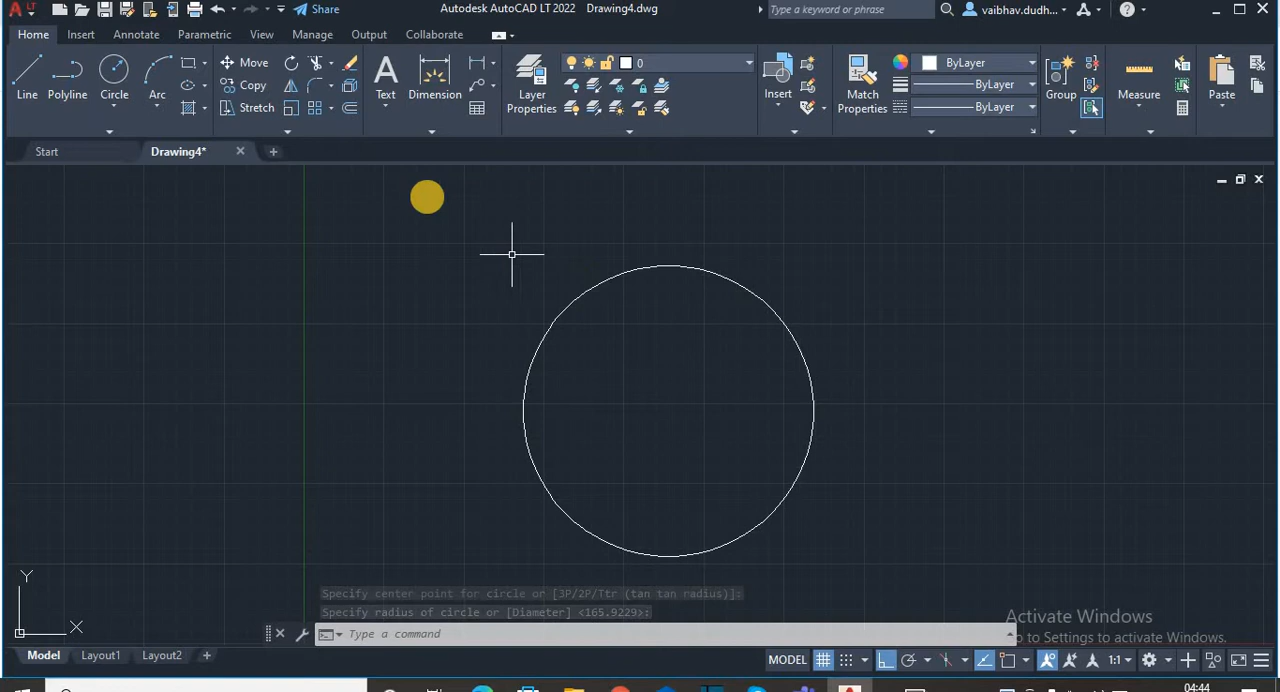 LT Share Autodesk AutoCAD LT 2022 Drawing4.dwg Type a keyword or phrase vaibhav.dudh...
Home Insert Annotate Parametric View Manage Output Collaborate
Move
Copy
Stretch
Line Polyline Circle Arc Text Dimension
Layer
Properties
0
Insert
Match
Properties
ByLayer
ByLayer
ByLayer
Group Measure Paste
Start Drawing4*
Specify center point for circle or [3P/2P/Ttr (tan tan radius)]:
Specify radius of circle or [Diameter] <165.9229>:
Type a command
Activate Windows
o to Settings to activate Windows.
Y
X
Model Layout1 Layout2 MODEL 1:1
04:44